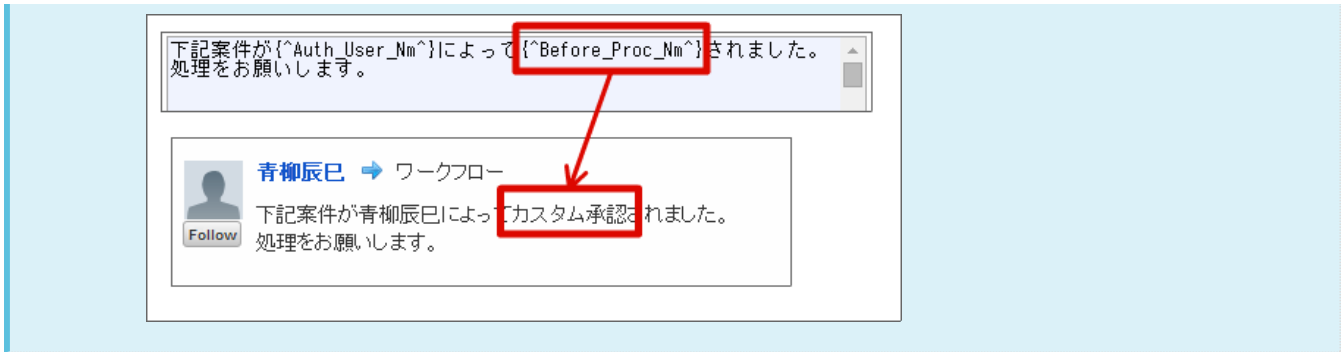 下記案件が{^Auth_User_Nm^}によって{^Before_Proc_Nm^}されました。
処理をお願いします。
青柳辰巳 ワークフロー
下記案件が青柳辰巳によってカスタム承認されました。
Follow
処理をお願いします。